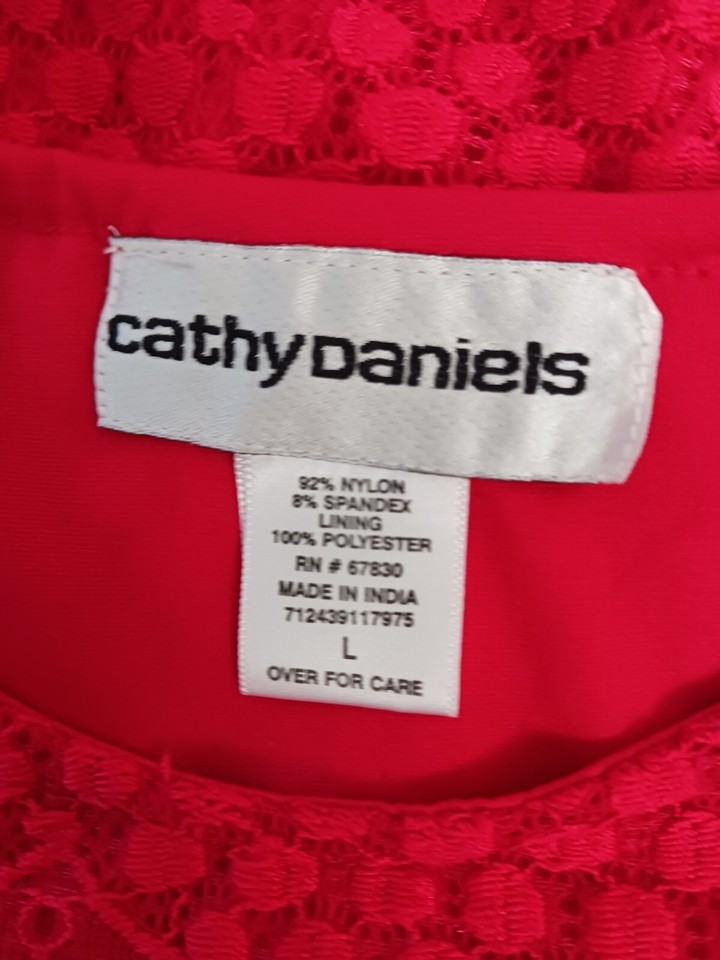 cathy Daniels
92% NYLON
8% SPANDEX
LINING
100% POLYESTER
RN # 67830
MADE IN INDIA
712439117975
L
OVER FOR CARE